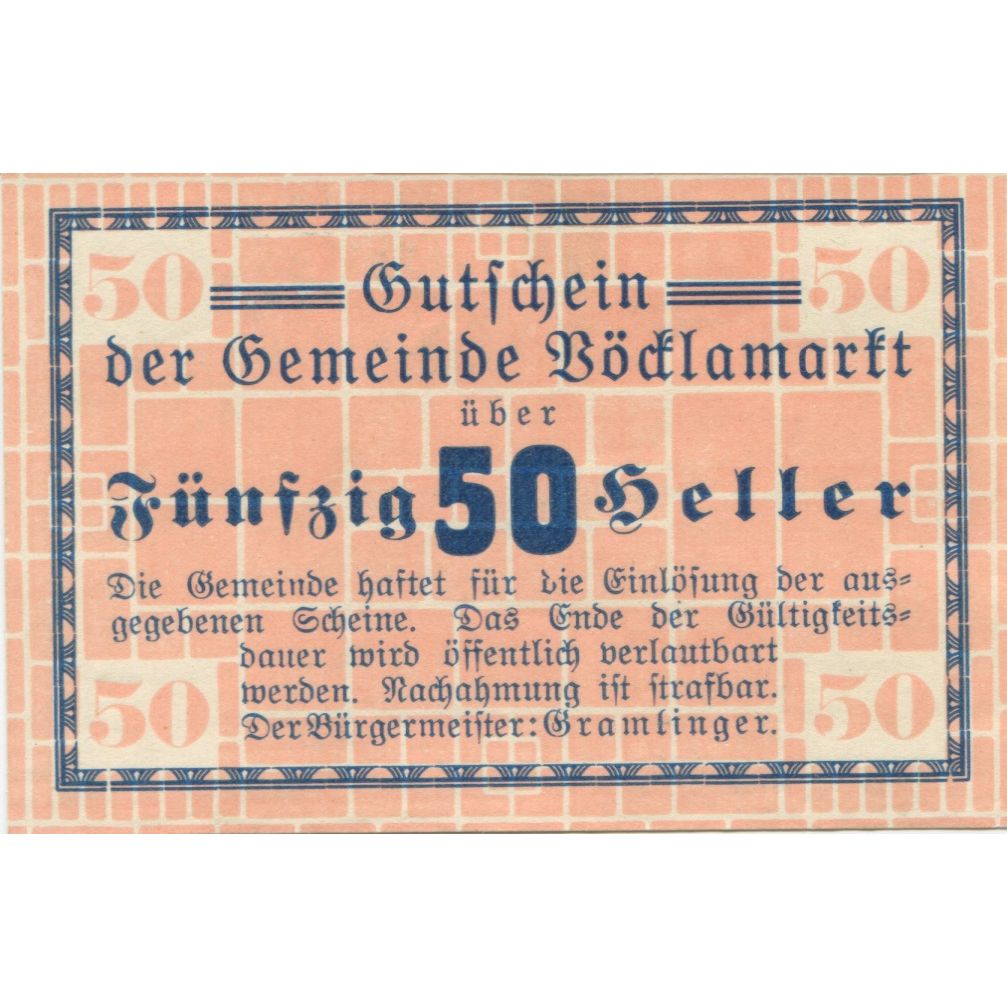 50 Gutschein 50
der Gemeinde Vöcklamarkt
über
Fünfzig 50 Heller
Die Gemeinde haftet für die Einlösung der aus-
gegebenen Scheine. Das Ende der Gültigkeits-
dauer wird öffentlich verlautbart
werden. Nachahmung ist strafbar.
50 50
Der Bürgermeister: Gramlinger.